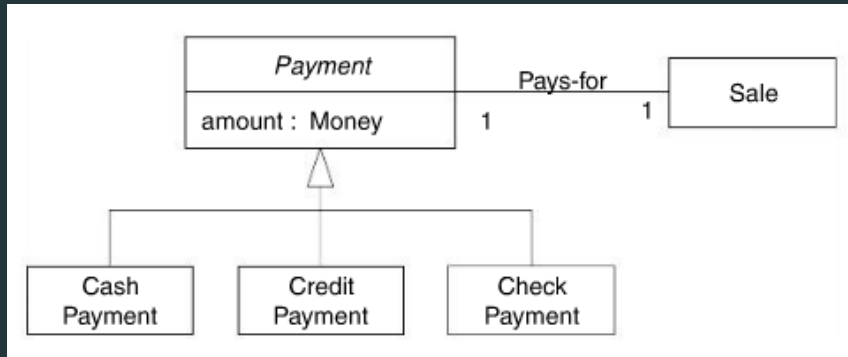 Payment
Pays-for
Sale
amount : Money
1
1
Cash
Payment
Credit
Payment
Check
Payment